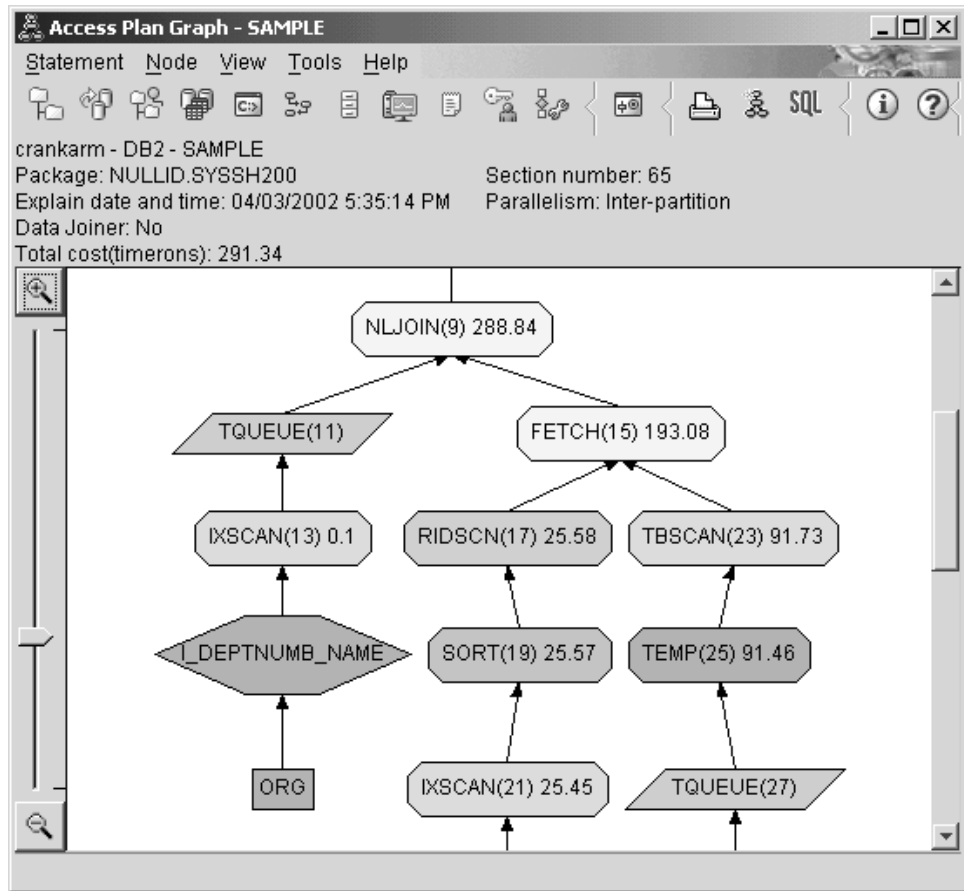 Access Plan Graph - SAMPLE
Statement Node View Tools Help
C:>
SQL
i
?
crankarm - DB2 - SAMPLE
Package: NULLID.SYSSH200 Section number: 65
Explain date and time: 04/03/2002 5:35:14 PM Parallelism: Inter-partition
Data Joiner: No
Total cost(timerons): 291.34
NLJOIN(9) 288.84
TQUEUE(11)
FETCH(15) 193.08
IXSCAN(13) 0.1
RIDSCN(17) 25.58
TBSCAN(23) 91.73
I_DEPTNUMB_NAME
SORT(19) 25.57
TEMP(25) 91.46
ORG
IXSCAN(21) 25.45
TQUEUE(27)